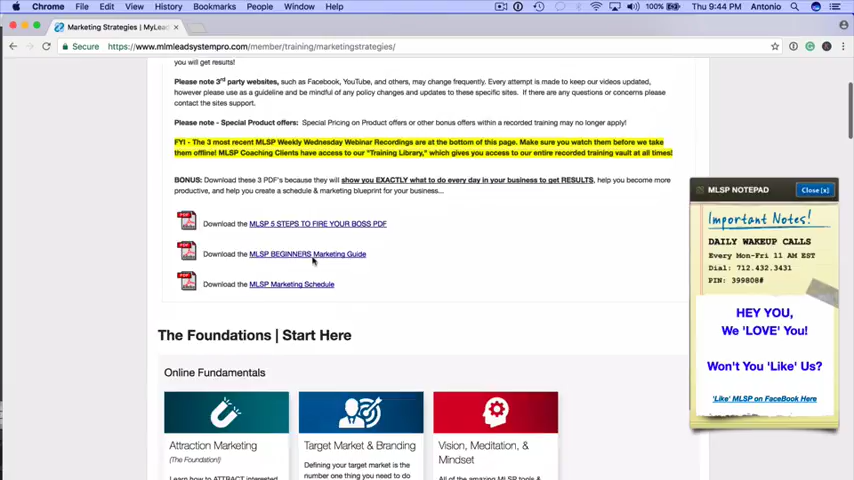 Chrome File Edit View History Bookmarks People Window Help
100% Thu 9:44 PM Antonio
Marketing Strategies | MyLead
Secure https://www.mlmleadsystempro.com/member/training/marketingstrategies/
you will get results!
Please note 3rd party websites, such as Facebook, YouTube, and others, may change frequently. Every attempt is made to keep our videos updated,
however please use as a guideline and be mindful of policy changes and updates to these specific sites. If there are any questions or concerns please
contact the sites support.
Please note - Special Product offers: Special Pricing on Product offers or other bonus offers within a recorded training may no longer apply!
FYI - The 3 most recent MLSP Weekly Wednesday Webinar Recordings are at the bottom of this page. Make sure you watch them before we take
them offline! MLSP Coaching Clients have access to our "Training Library," which gives you access to our entire recorded training vault at all times!
BONUS: Download these 3 PDF's because they will show you EXACTLY what to do every day in your business to get RESULTS, help you become more
productive, and help you create a schedule & marketing blueprint for your business...
PDF Download the MLSP 5 STEPS TO FIRE YOUR BOSS PDF
PDF Download the MLSP BEGINNERS Marketing Guide
PDF Download the MLSP Marketing Schedule
MLSP NOTEPAD Close [x]
Important Notes!
DAILY WAKEUP CALLS
Every Mon-Fri 11 AM EST
Dial: 712.432.3431
PIN: 399808#
HEY YOU,
We 'LOVE' You!
Won't You 'Like' Us?
'Like' MLSP on FaceBook Here
The Foundations | Start Here
Online Fundamentals
Attraction Marketing
(The Foundation!)
Learn how to ATTRACT interested
Target Market & Branding
Defining your target market is the
number one thing you need to do
Vision, Meditation, &
Mindset
All of the amazing MLSP tools &